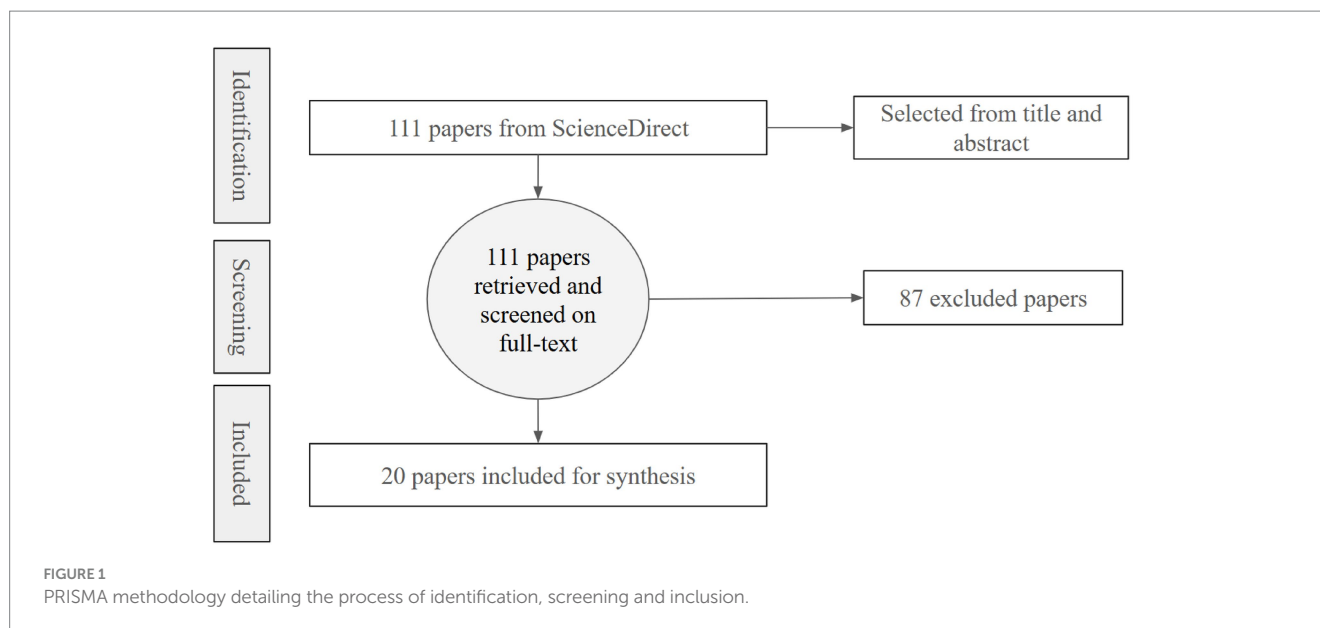 Identification
111 papers from ScienceDirect
Selected from title and
abstract
Screening
111 papers
retrieved and
screened on
full-text
87 excluded papers
Included
20 papers included for synthesis
FIGURE 1
PRISMA methodology detailing the process of identification, screening and inclusion.